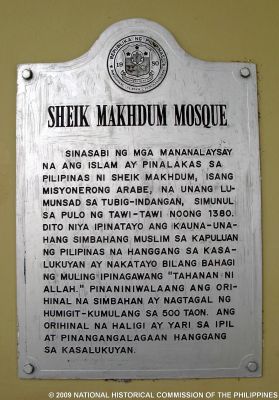 REPUBLIKA NG PILIPINAS
1980
SHEIK MAKHDUM MOSQUE
SINASABI NG MGA MANANALAYSAY
NA ANG ISLAM AY PINALAKAS SA
PILIPINAS NI SHEIK MAKHDUM, ISANG
MISYONERONG ARABE, NA UNANG LU-
MUNSAD SA TUBIG-INDANGAN, SIMUNUL
SA PULO NG TAWI-TAWI NOONG 1380.
DITO NIYA IPINATAYO ANG KAUNA-UNA-
HANG SIMBAHANG MUSLIM SA KAPULUAN
NG PILIPINAS NA HANGGANG SA KASA-
LUKUYAN AY NAKATAYO BILANG BAHAGI
NG MULING IPINAGAWANG "TAHANAN NI
ALLAH." PINANINIWALAANG ANG ORI-
HINAL NA SIMBAHAN AY NAGTAGAL NG
HUMIGIT-KUMULANG SA 500 TAON. ANG
ORIHINAL NA HALIGI AY YARI SA IPIL
AT PINANGANGALAGAAN HANGGANG
SA KASALUKUYAN.
© 2009 NATIONAL HISTORICAL COMMISSION OF THE PHILIPPINES